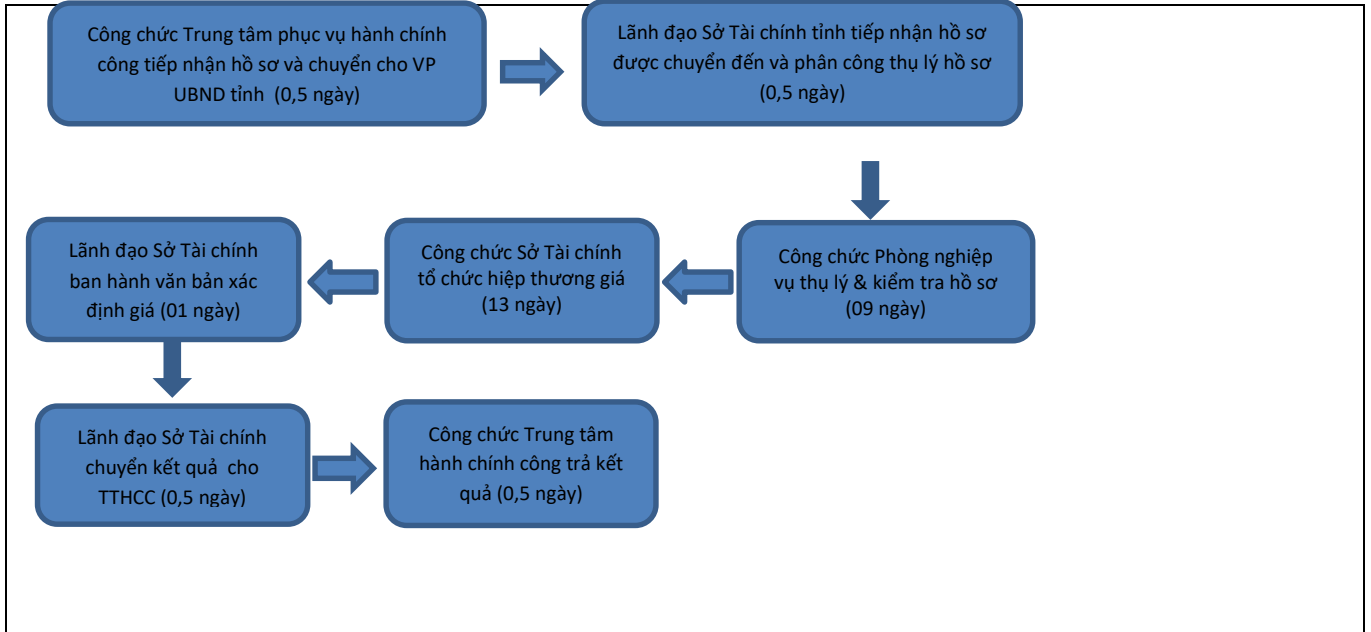 Công chức Trung tâm phục vụ hành chính
công tiếp nhận hồ sơ và chuyển cho VP
UBND tỉnh (0,5 ngày)
Lãnh đạo Sở Tài chính tỉnh tiếp nhận hồ sơ
được chuyển đến và phân công thụ lý hồ sơ
(0,5 ngày)
Công chức Phòng nghiệp
vụ thụ lý & kiểm tra hồ sơ
(09 ngày)
Công chức Sở Tài chính
tổ chức hiệp thương giá
(13 ngày)
Lãnh đạo Sở Tài chính
ban hành văn bản xác
định giá (01 ngày)
Lãnh đạo Sở Tài chính
chuyển kết quả cho
TTHCC (0,5 ngày)
Công chức Trung tâm
hành chính công trả kết
quả (0,5 ngày)